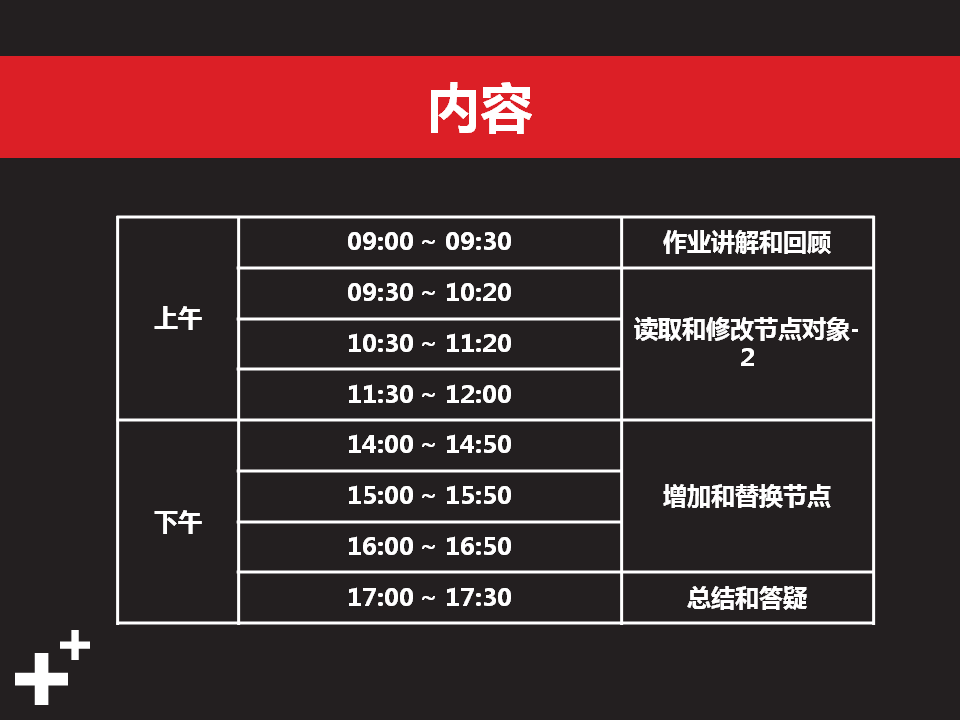 内容
上午
09:00 ~ 09:30
作业讲解和回顾
09:30 ~ 10:20
读取和修改节点对象-
2
10:30 ~ 11:20
11:30 ~ 12:00
下午
14:00 ~ 14:50
增加和替换节点
15:00 ~ 15:50
16:00 ~ 16:50
17:00 ~ 17:30
总结和答疑